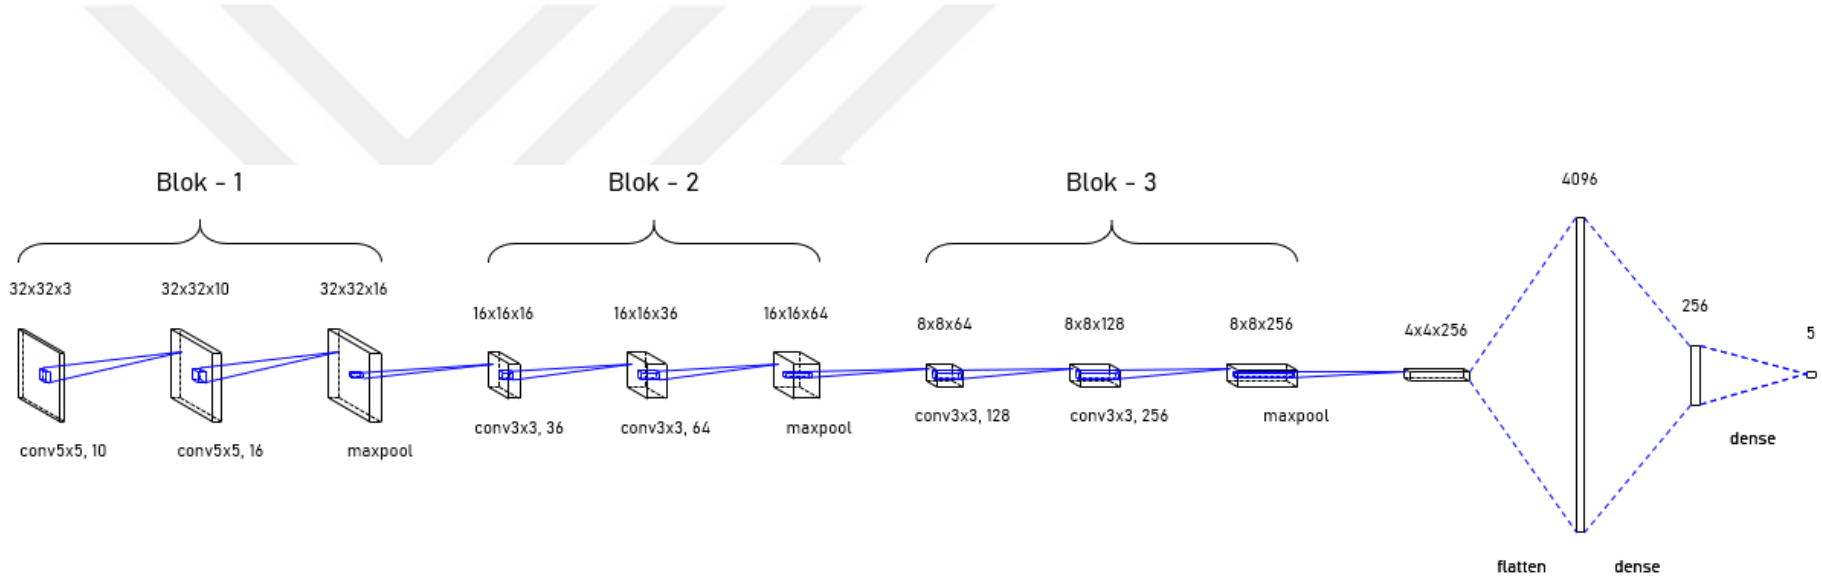 Blok - 1
Blok - 2
Blok - 3
4096
32x32x3
32x32x10
32x32x16
16x16x16
16x16x36
16x16x64
8x8x64
8x8x128
8x8x256
4x4x256
256
5
conv5x5, 10
conv5x5, 16
maxpool
conv3x3, 36
conv3x3, 64
maxpool
conv3x3, 128
conv3x3, 256
maxpool
flatten
dense
dense